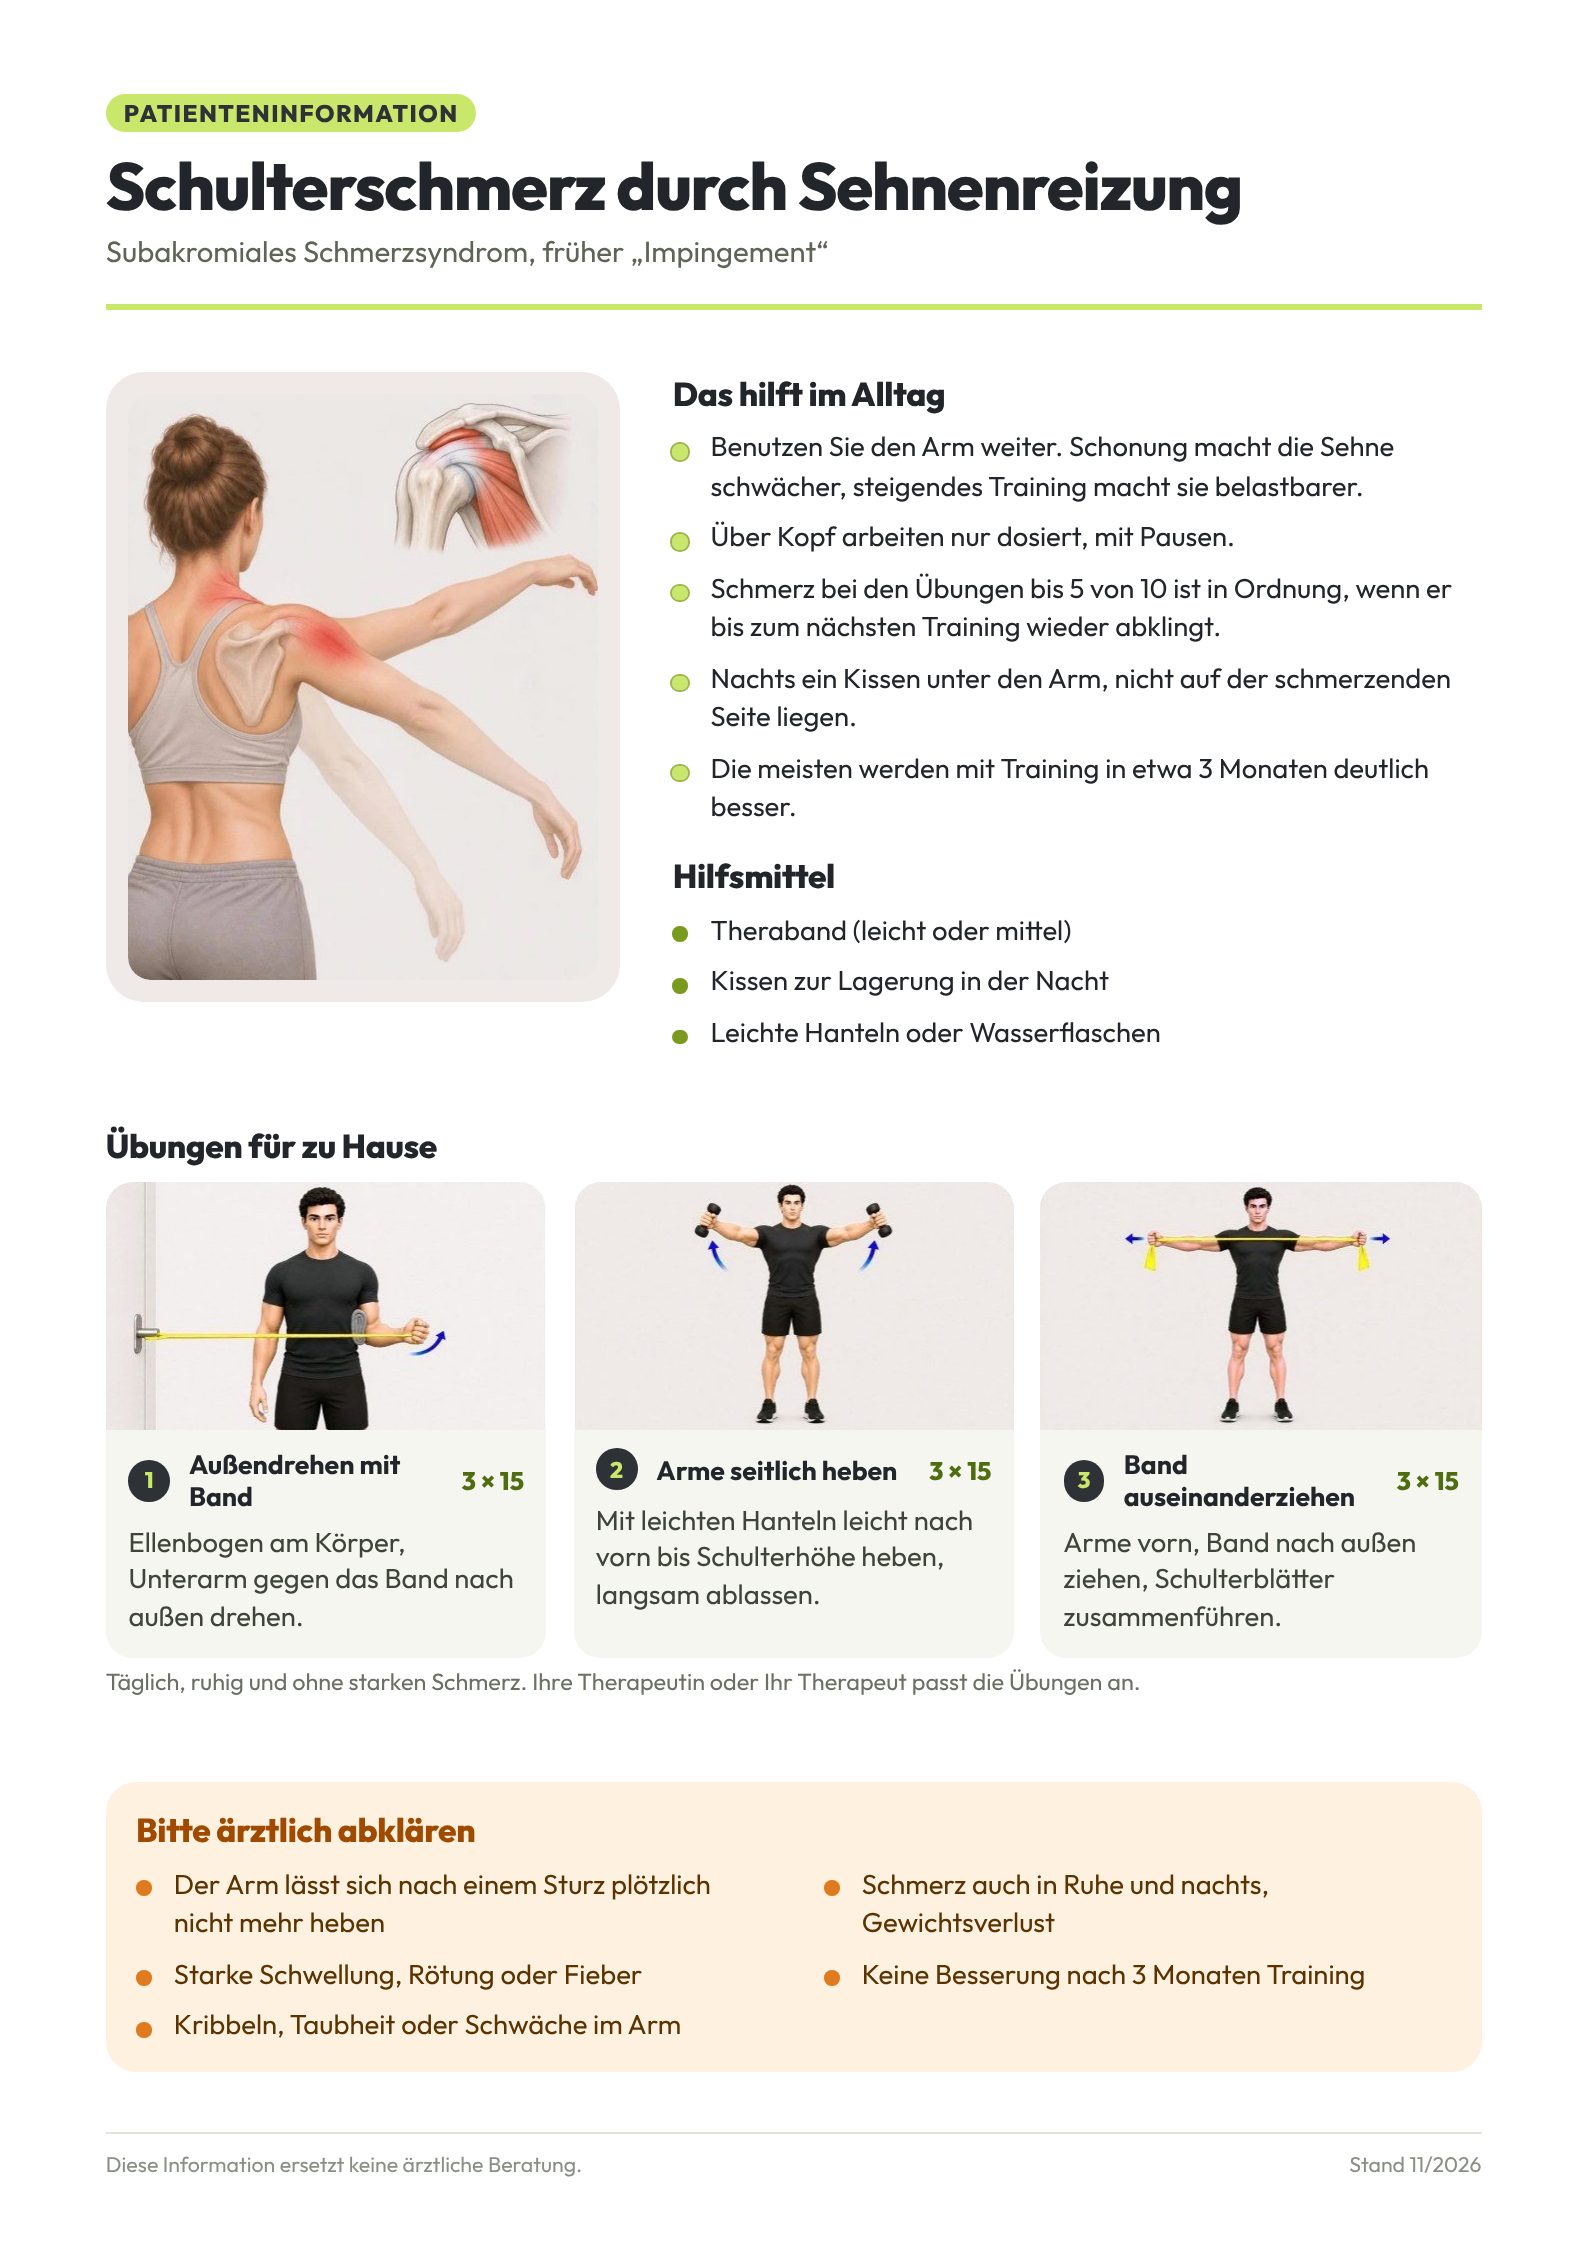 PATIENTENINFORMATION
Schulterschmerz durch Sehnenreizung
Subakromiales Schmerzsyndrom, früher „Impingement“
Das hilft im Alltag
Benutzen Sie den Arm weiter. Schonung macht die Sehne
schwächer, steigendes Training macht sie belastbarer.
Über Kopf arbeiten nur dosiert, mit Pausen.
Schmerz bei den Übungen bis 5 von 10 ist in Ordnung, wenn er
bis zum nächsten Training wieder abklingt.
Nachts ein Kissen unter den Arm, nicht auf der schmerzenden
Seite liegen.
Die meisten werden mit Training in etwa 3 Monaten deutlich
besser.
Hilfsmittel
Theraband (leicht oder mittel)
Kissen zur Lagerung in der Nacht
Leichte Hanteln oder Wasserflaschen
Übungen für zu Hause
1 Außendrehen mit
Band
3 × 15
Ellenbogen am Körper,
Unterarm gegen das Band nach
außen drehen.
2 Arme seitlich heben 3 × 15
Mit leichten Hanteln leicht nach
vorn bis Schulterhöhe heben,
langsam ablassen.
3 Band
auseinanderziehen
3 × 15
Arme vorn, Band nach außen
ziehen, Schulterblätter
zusammenführen.
Täglich, ruhig und ohne starken Schmerz. Ihre Therapeutin oder Ihr Therapeut passt die Übungen an.
Bitte ärztlich abklären
Der Arm lässt sich nach einem Sturz plötzlich
nicht mehr heben
Starke Schwellung, Rötung oder Fieber
Kribbeln, Taubheit oder Schwäche im Arm
Schmerz auch in Ruhe und nachts,
Gewichtsverlust
Keine Besserung nach 3 Monaten Training
Diese Information ersetzt keine ärztliche Beratung.
Stand 11/2026